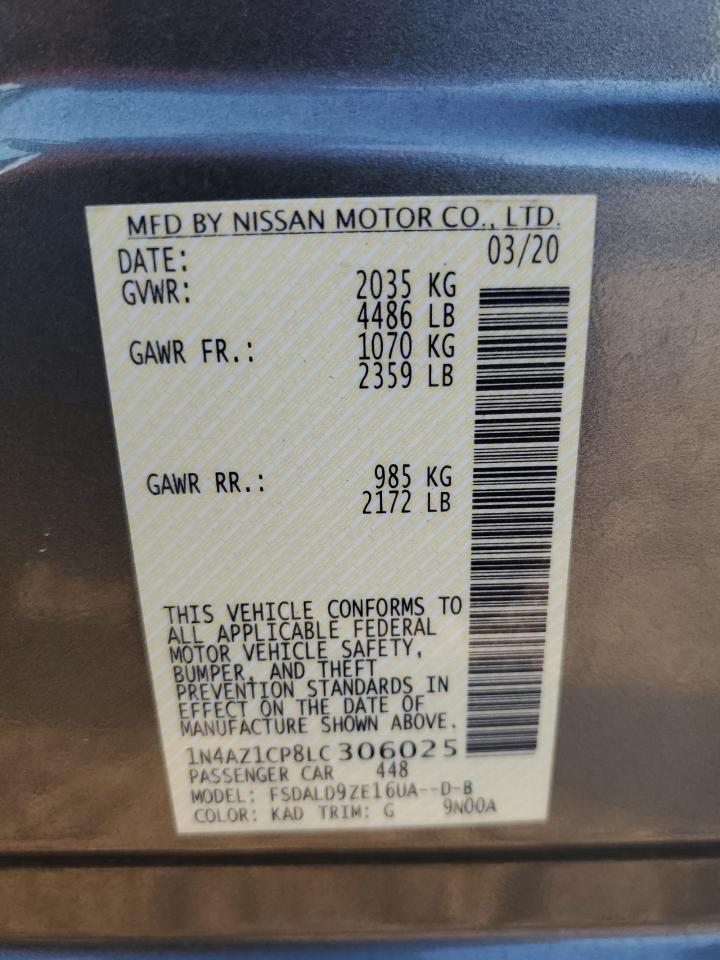 MFD BY NISSAN MOTOR CO., LTD.
DATE: 03/20
GVWR: 2035 KG
4486 LB
GAWR FR.: 1070 KG
2359 LB
GAWR RR.: 985 KG
2172 LB
THIS VEHICLE CONFORMS TO
ALL APPLICABLE FEDERAL
MOTOR VEHICLE SAFETY,
BUMPER, AND THEFT
PREVENTION STANDARDS IN
EFFECT ON THE DATE OF
MANUFACTURE SHOWN ABOVE.
1N4AZ1CP8LC306025
PASSENGER CAR 448
MODEL: FSDALD9ZE16UA--D-B
COLOR: KAD TRIM: G 9N00A